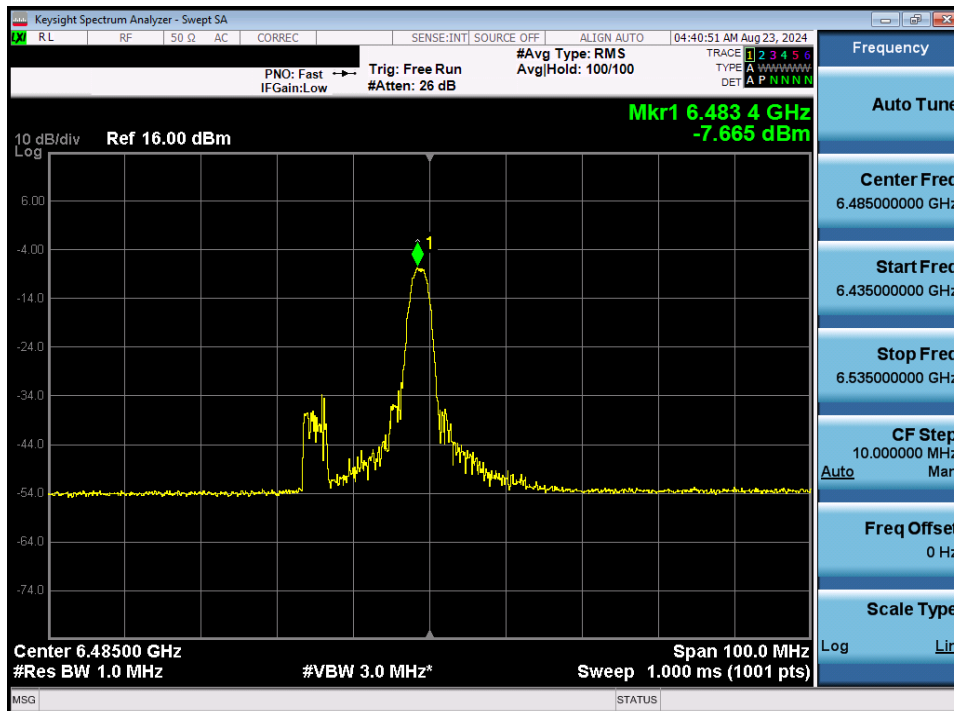 Keysight Spectrum Analyzer - Swept SA
LXI RL RF 50 Ω AC CORREC SENSE:INT SOURCE OFF ALIGN AUTO 04:40:51 AM Aug 23, 2024
PNO: Fast Trig: Free Run #Avg Type: RMS TRACE 1 2 3 4 5 6
IFGain:Low #Atten: 26 dB Avg|Hold: 100/100 TYPE A WWWWW
DET A P N N N N
Mkr1 6.483 4 GHz
-7.665 dBm
10 dB/div Ref 16.00 dBm
Log
1
6.00
-4.00
-14.0
-24.0
-34.0
-44.0
-54.0
-64.0
-74.0
Center 6.48500 GHz Span 100.0 MHz
#Res BW 1.0 MHz #VBW 3.0 MHz* Sweep 1.000 ms (1001 pts)
MSG STATUS
Frequency
Auto Tune
Center Freq
6.485000000 GHz
Start Freq
6.435000000 GHz
Stop Freq
6.535000000 GHz
CF Step
10.000000 MHz
Auto Man
Freq Offset
0 Hz
Scale Type
Log Lin